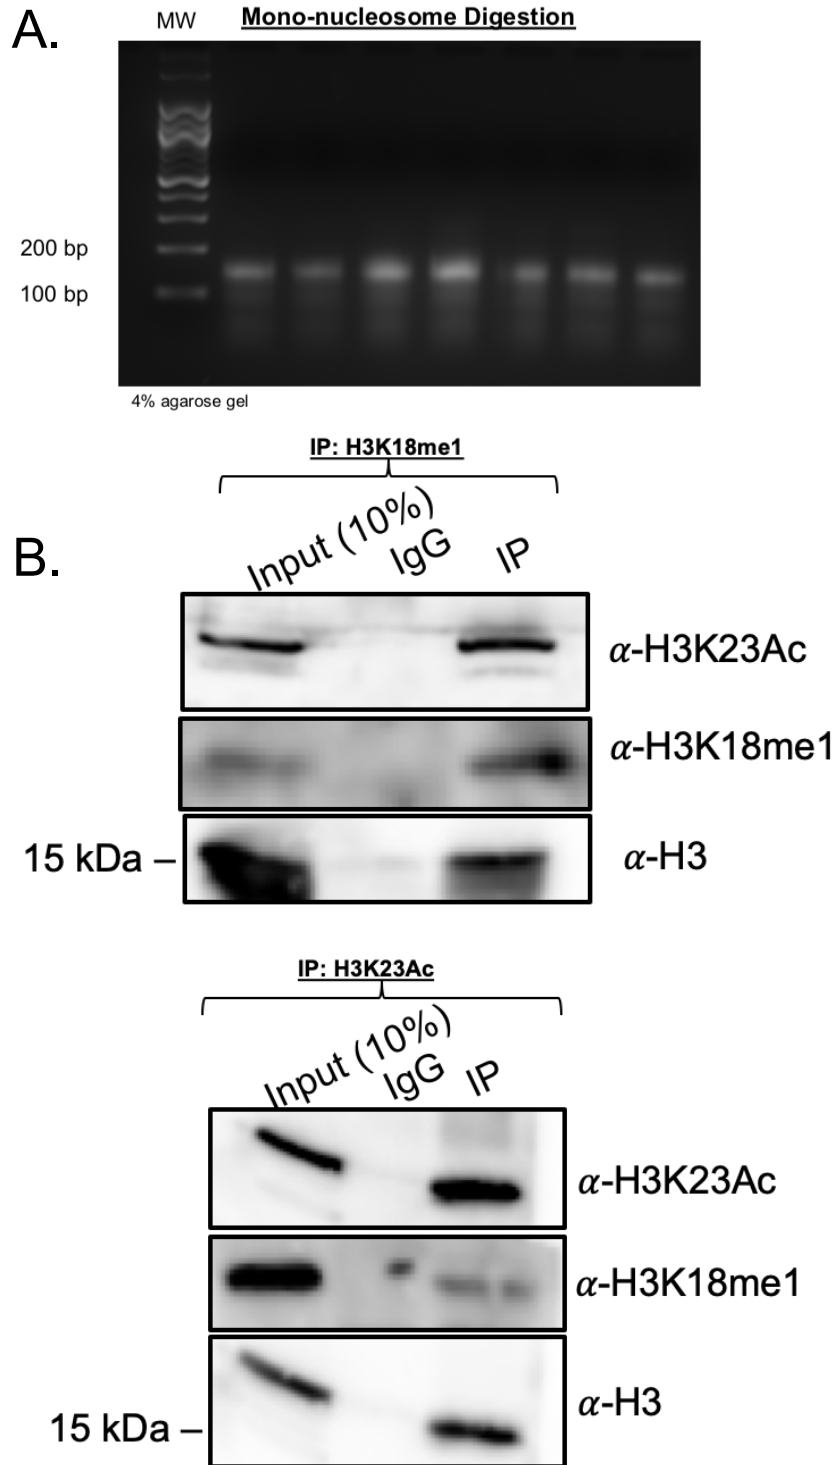 A.
MW
Mono-nucleosome Digestion
200 bp
100 bp
4% agarose gel
B.
IP: H3K18me1
Input (10%)
IgG
IP
α-H3K23Ac
α-H3K18me1
15 kDa –
α-H3
IP: H3K23Ac
Input (10%)
IgG
IP
α-H3K23Ac
α-H3K18me1
α-H3
15 kDa –